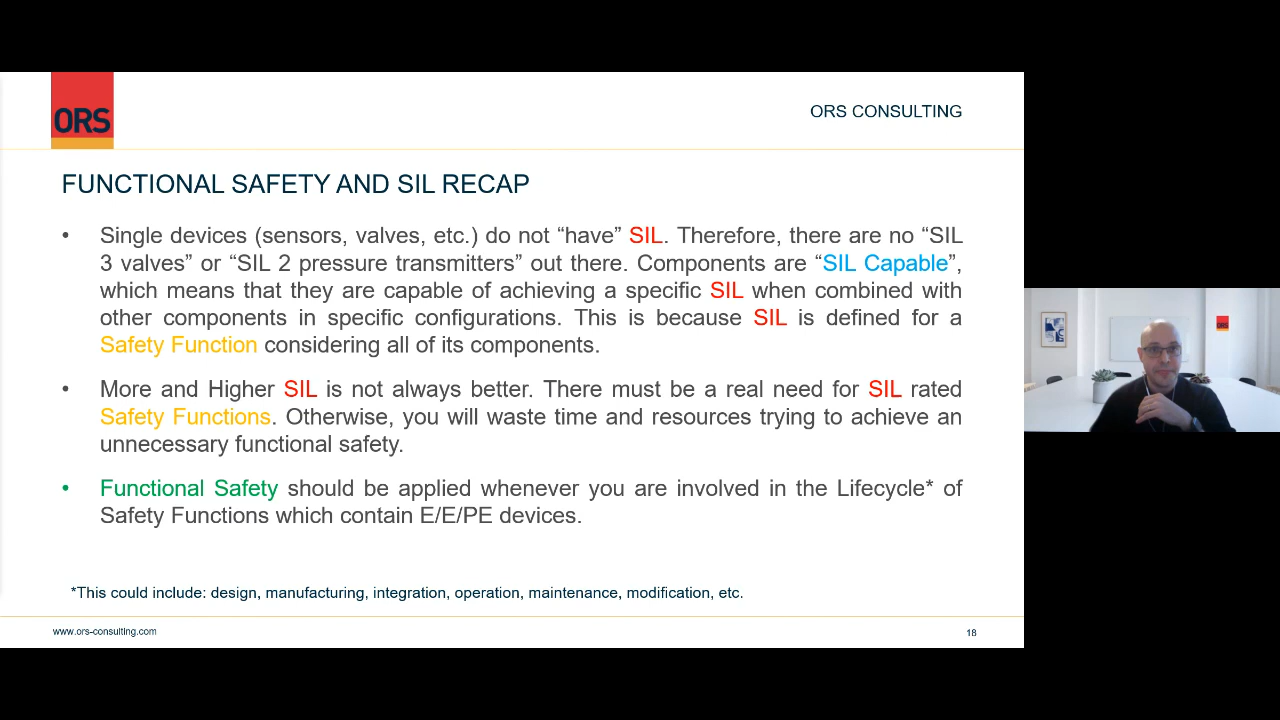 ORS
ORS CONSULTING
FUNCTIONAL SAFETY AND SIL RECAP
• Single devices (sensors, valves, etc.) do not “have” SIL. Therefore, there are no “SIL
3 valves” or “SIL 2 pressure transmitters” out there. Components are “SIL Capable”,
which means that they are capable of achieving a specific SIL when combined with
other components in specific configurations. This is because SIL is defined for a
Safety Function considering all of its components.
• More and Higher SIL is not always better. There must be a real need for SIL rated
Safety Functions. Otherwise, you will waste time and resources trying to achieve an
unnecessary functional safety.
• Functional Safety should be applied whenever you are involved in the Lifecycle* of
Safety Functions which contain E/E/PE devices.
*This could include: design, manufacturing, integration, operation, maintenance, modification, etc.
www.ors-consulting.com
18
ORS